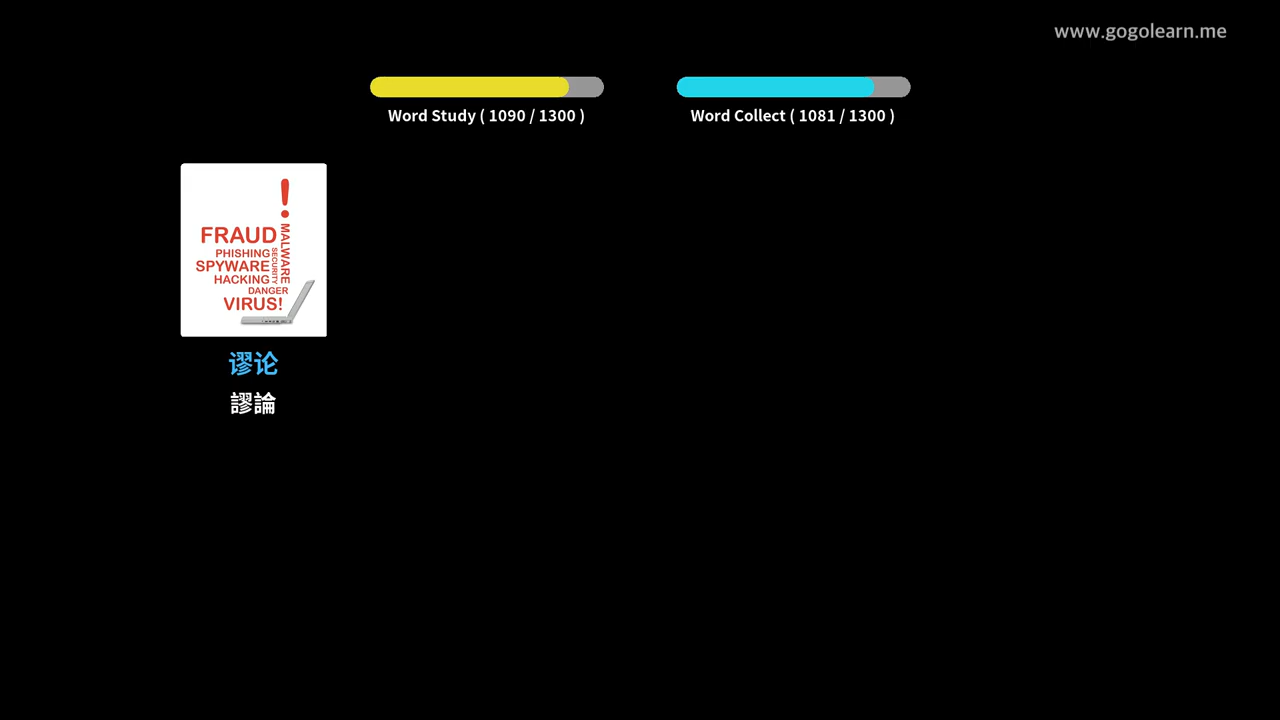 www.gogolearn.me
Word Study ( 1090 / 1300 )
Word Collect ( 1081 / 1300 )
!
FRAUD
MALWARE
PHISHING
SECURITY
SPYWARE
HACKING
DANGER
VIRUS!
谬论
謬論